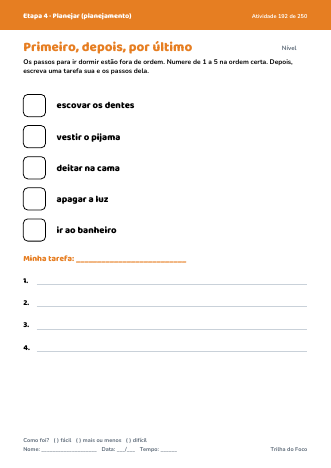 Etapa 4 · Planejar (planejamento)
Atividade 192 de 250
Primeiro, depois, por último
Nível
Os passos para ir dormir estão fora de ordem. Numere de 1 a 5 na ordem certa. Depois,
escreva uma tarefa sua e os passos dela.
escovar os dentes
vestir o pijama
deitar na cama
apagar a luz
ir ao banheiro
Minha tarefa: __________________________
1.
2.
3.
4.
Como foi? ( ) fácil ( ) mais ou menos ( ) difícil
Nome: ____________________ Data: ___/___ Tempo: ______
Trilha do Foco